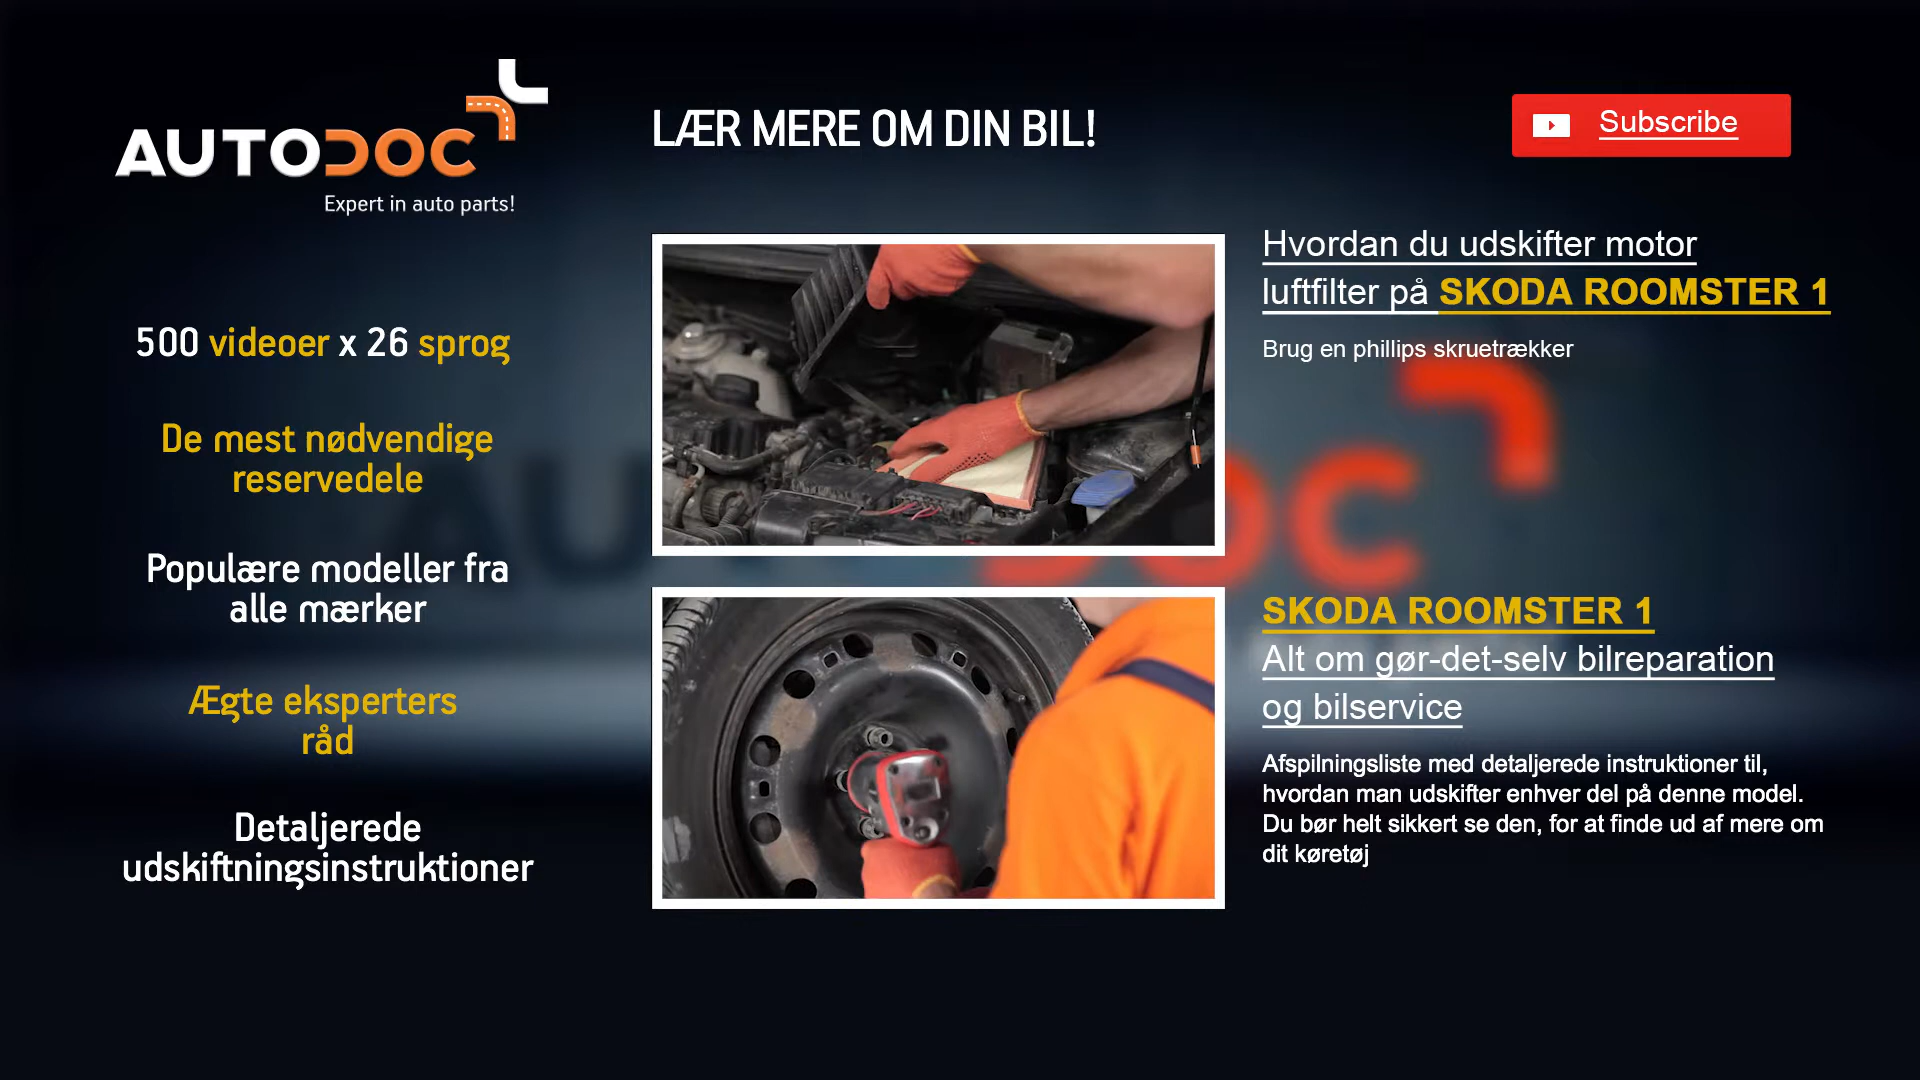 AUTODOC
Expert in auto parts!
500 videoer x 26 sprog
De mest nødvendige
reservedele
Populære modeller fra
alle mærker
Ægte eksperters
råd
Detaljerede
udskiftningsinstruktioner
LÆR MERE OM DIN BIL!
Subscribe
Hvordan du udskifter motor
luftfilter på SKODA ROOMSTER 1
Brug en phillips skruetrækker
SKODA ROOMSTER 1
Alt om gør-det-selv bilreparation
og bilservice
Afspilningsliste med detaljerede instruktioner til,
hvordan man udskifter enhver del på denne model.
Du bør helt sikkert se den, for at finde ud af mere om
dit køretøj